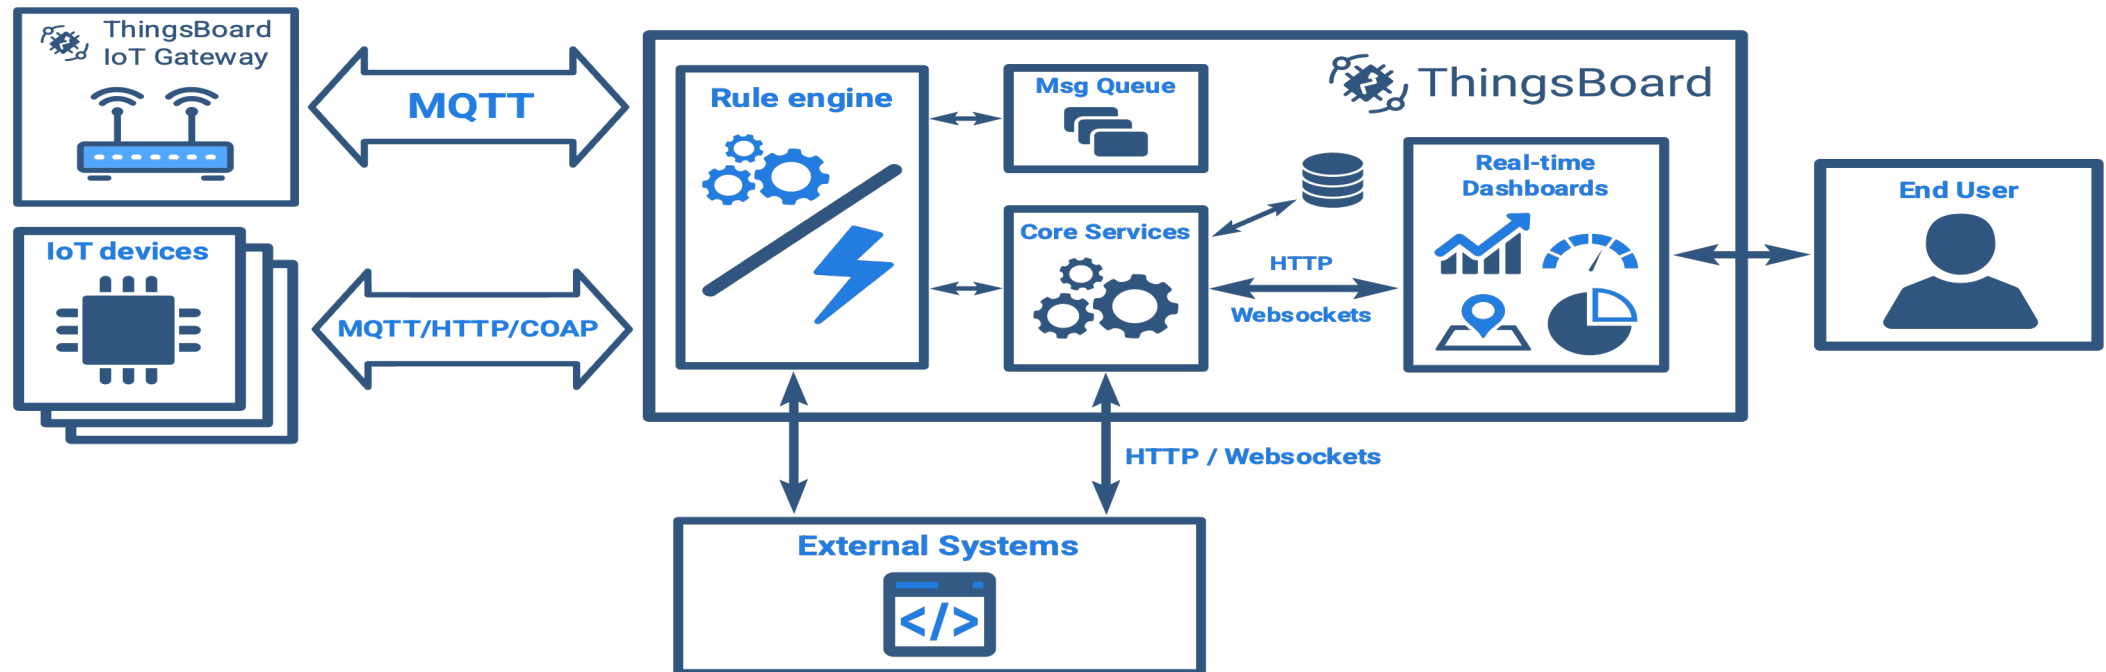 ThingsBoard
IoT Gateway
MQTT
IoT devices
MQTT/HTTP/COAP
Rule engine
Msg Queue
Core Services
HTTP
Websockets
ThingsBoard
Real-time
Dashboards
End User
HTTP / Websockets
External Systems
</>